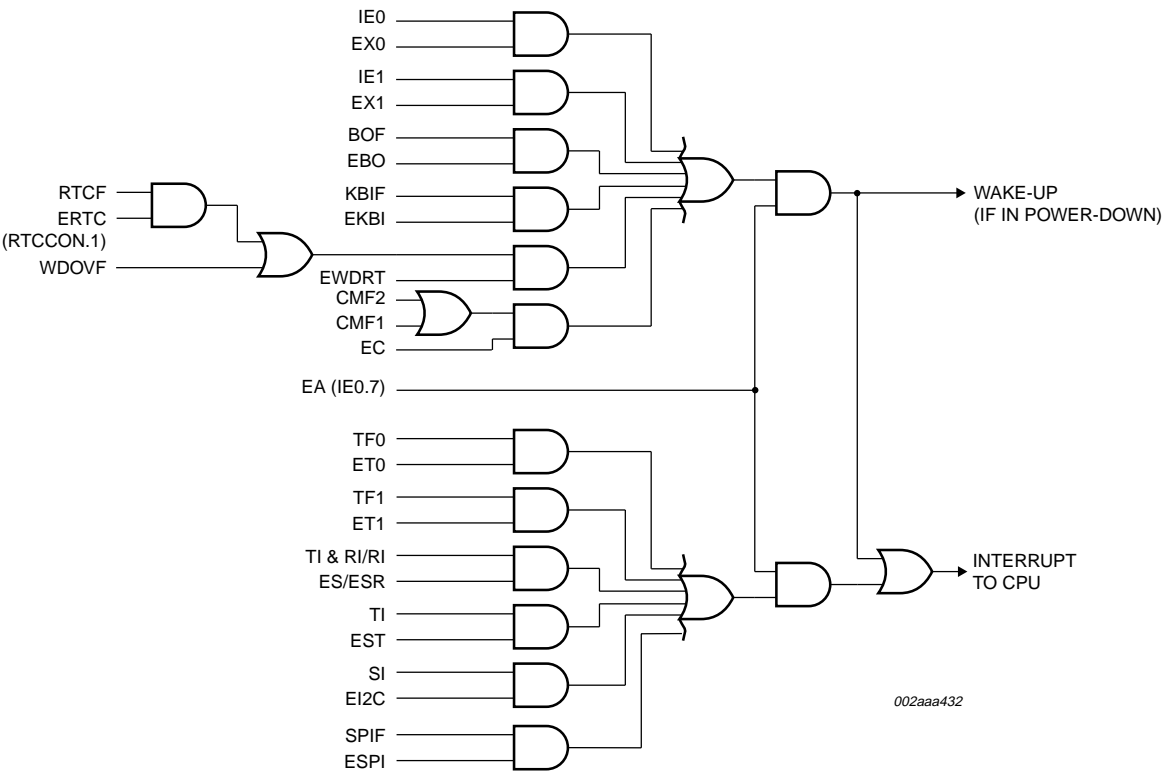 IE0
EX0
IE1
EX1
BOF
EBO
KBIF
EKBI
RTCF
ERTC
(RTCCON.1)
WDOVF
EWDRT
CMF2
CMF1
EC
EA (IE0.7)
WAKE-UP
(IF IN POWER-DOWN)
TF0
ET0
TF1
ET1
TI & RI/RI
ES/ESR
TI
EST
SI
EI2C
SPIF
ESPI
INTERRUPT
TO CPU
002aaa432